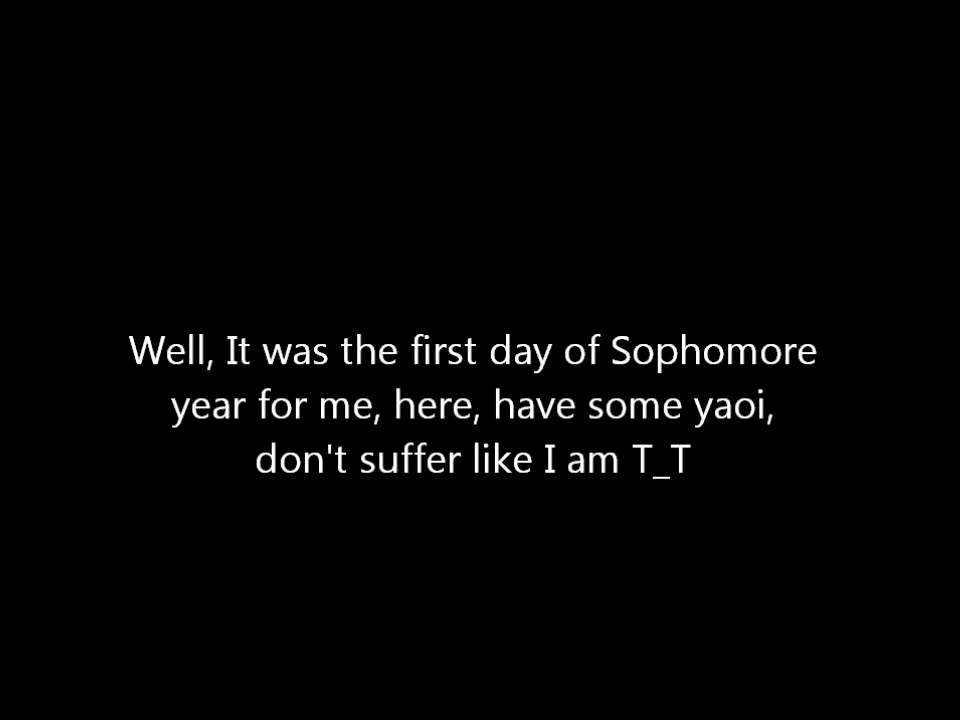 Well, It was the first day of Sophomore
year for me, here, have some yaoi,
don't suffer like I am T_T